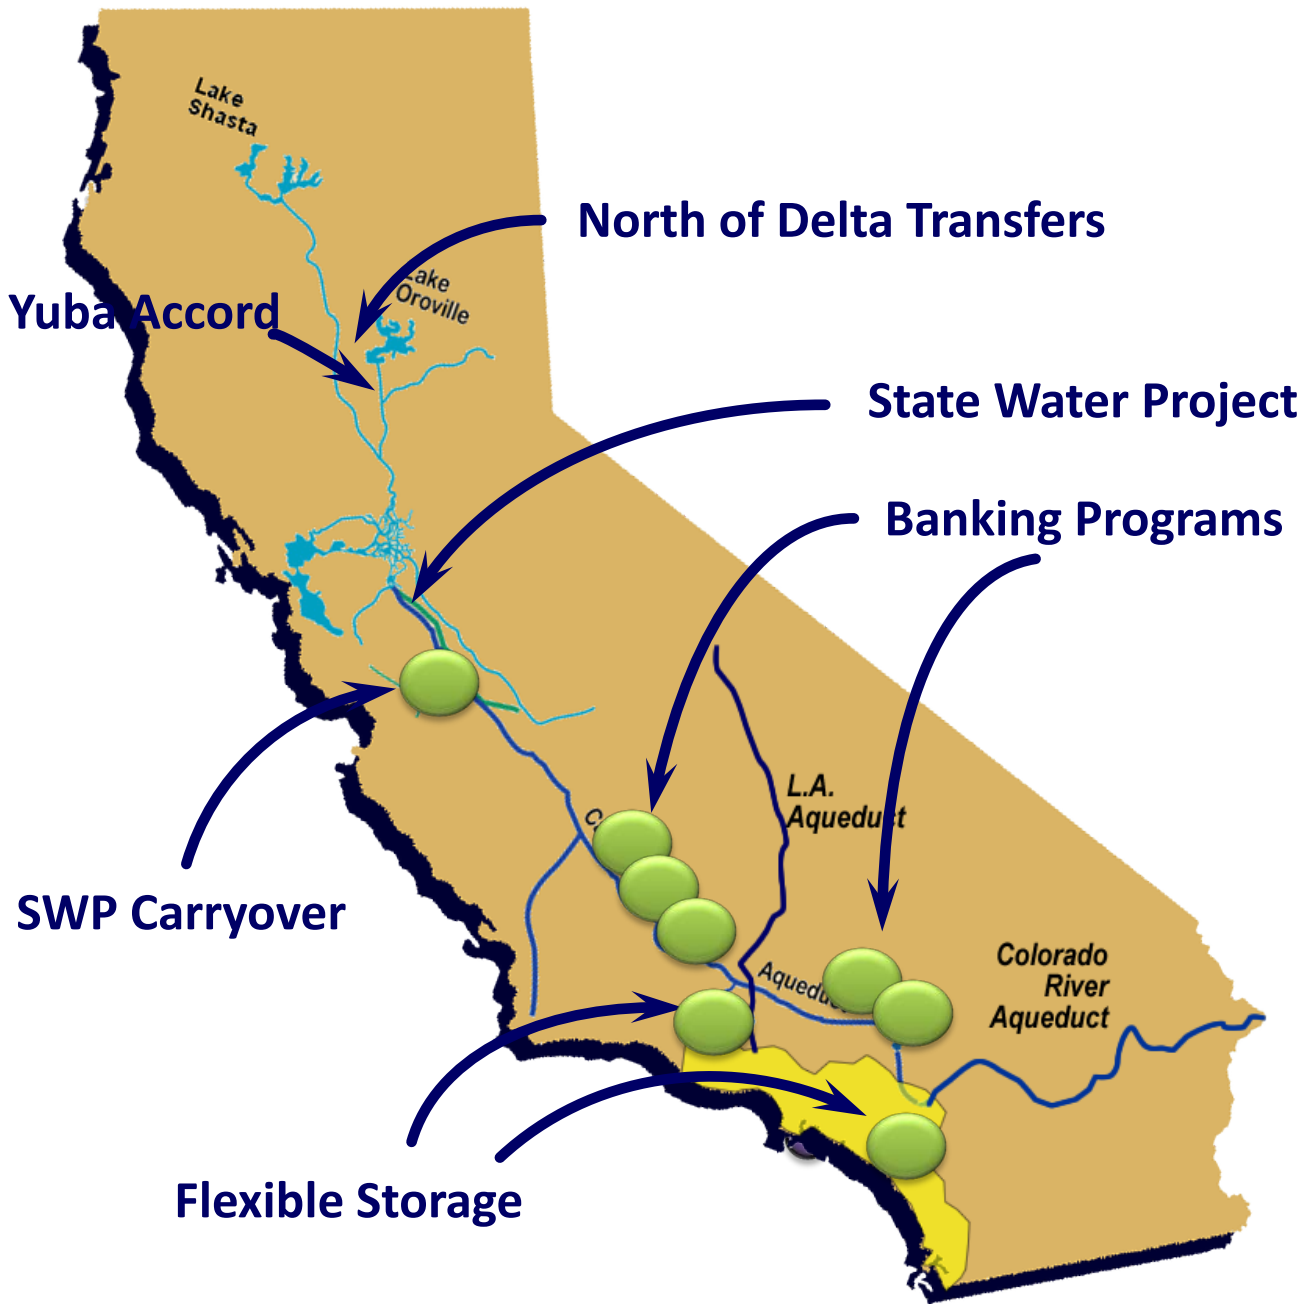 Lake
Shasta
North of Delta Transfers
Lake
Oroville
Yuba Accord
State Water Project
Banking Programs
L.A.
Aqueduct
SWP Carryover
Colorado
River
Aqueduct
Flexible Storage